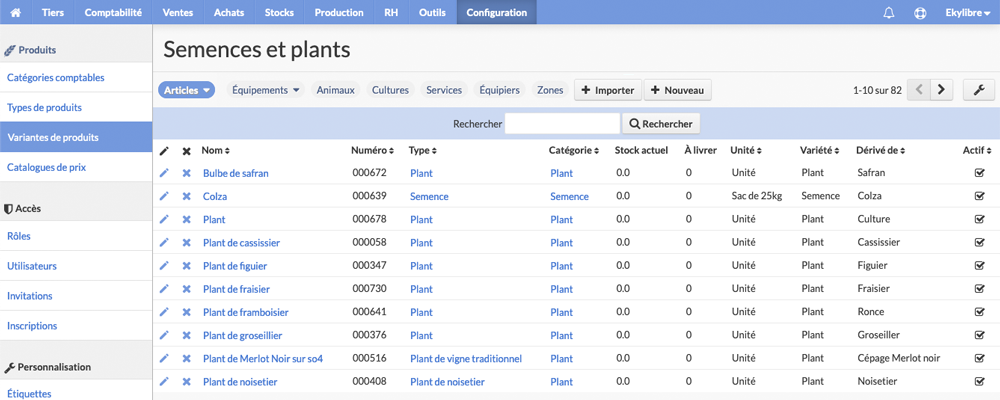 Tiers Comptabilité Ventes Achats Stocks Production RH Outils Configuration Ekylibre
Produits
Catégories comptables
Types de produits
Variantes de produits
Catalogues de prix
Accès
Rôles
Utilisateurs
Invitations
Inscriptions
Personnalisation
Étiquettes
Semences et plants
Articles Équipements Animaux Cultures Services Équipiers Zones Importer Nouveau 1-10 sur 82
Rechercher Rechercher
Nom Numéro Type Catégorie Stock actuel À livrer Unité Variété Dérivé de Actif
Bulbe de safran 000672 Plant Plant 0.0 0 Unité Plant Safran
Colza 000639 Semence Semence 0.0 0 Sac de 25kg Semence Colza
Plant 000678 Plant Plant 0.0 0 Unité Plant Culture
Plant de cassissier 000058 Plant Plant 0.0 0 Unité Plant Cassissier
Plant de figuier 000347 Plant Plant 0.0 0 Unité Plant Figuier
Plant de fraisier 000730 Plant Plant 0.0 0 Unité Plant Fraisier
Plant de framboisier 000641 Plant Plant 0.0 0 Unité Plant Ronce
Plant de groseillier 000376 Plant Plant 0.0 0 Unité Plant Groseiller
Plant de Merlot Noir sur so4 000516 Plant de vigne traditionnel Plant 0.0 0 Unité Plant Cépage Merlot noir
Plant de noisetier 000408 Plant de noisetier Plant 0.0 0 Unité Plant Noisetier